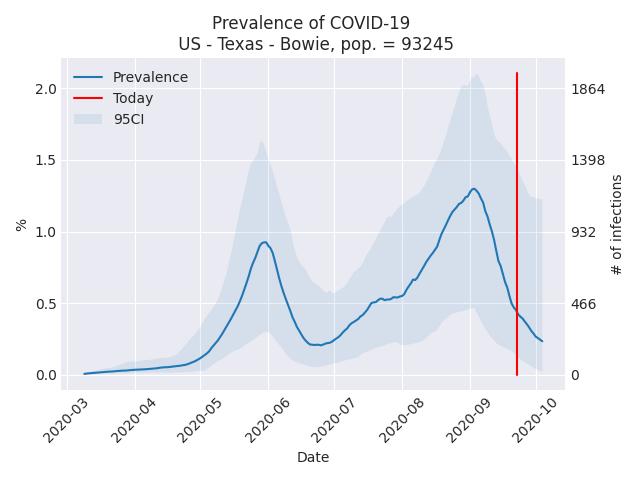 Prevalence of COVID-19
US - Texas - Bowie, pop. = 93245
Prevalence
Today
95CI
2.0
1.5
1.0
0.5
0.0
%
1864
1398
932
466
0
# of infections
2020-03
2020-04
2020-05
2020-06
2020-07
2020-08
2020-09
2020-10
Date